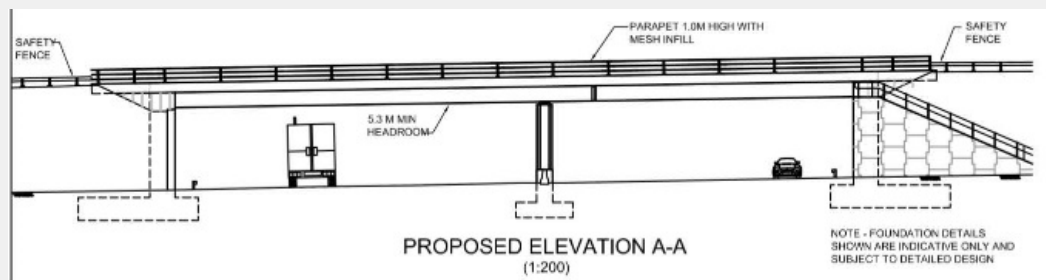 SAFETY
FENCE
PARAPET 1.0M HIGH WITH
MESH INFILL
SAFETY
FENCE
5.3 M MIN
HEADROOM
PROPOSED ELEVATION A-A
(1:200)
NOTE - FOUNDATION DETAILS
SHOWN ARE INDICATIVE ONLY AND
SUBJECT TO DETAILED DESIGN